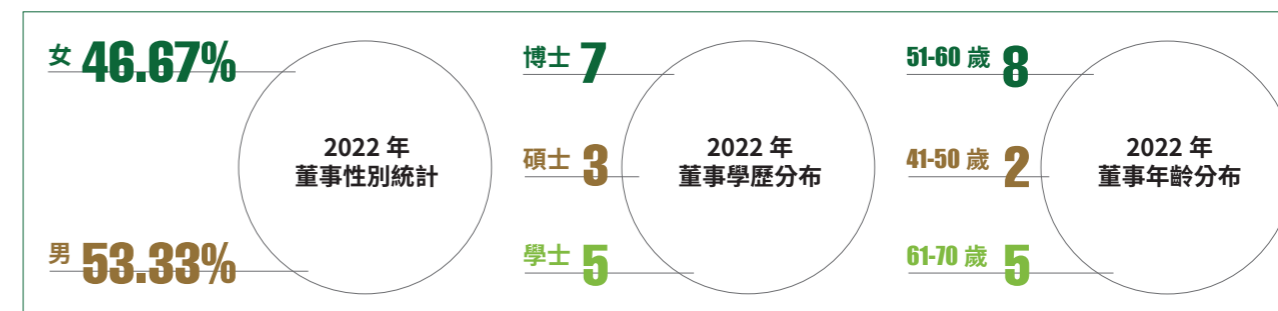 女 46.67%
2022 年
董事性別統計
男 53.33%
博士 7
碩士 3
2022 年
董事學歷分布
學士 5
51-60 歲 8
41-50 歲 2
2022 年
董事年齡分布
61-70 歲 5